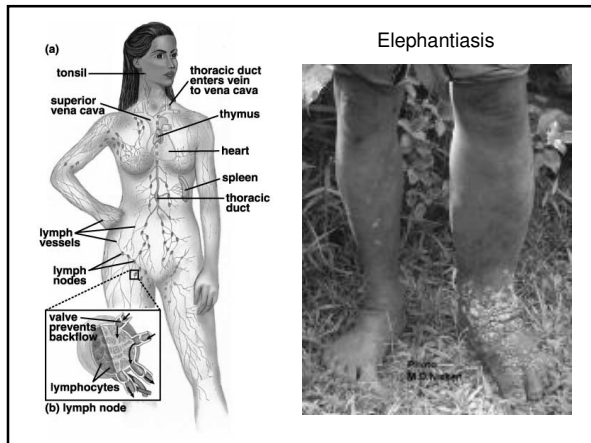 Elephantiasis
(a)
tonsil
thoracic duct
enters vein
to vena cava
superior
vena cava
thymus
heart
spleen
thoracic
duct
lymph
vessels
lymph
nodes
valve
prevents
backflow
lymphocytes
(b) lymph node